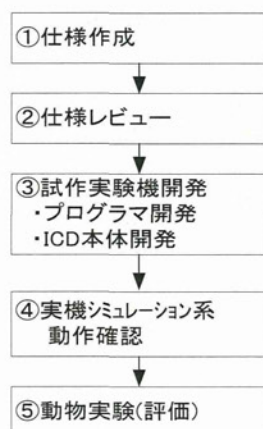 ①仕様作成
②仕様レビュー
③試作実験機開発
・プログラマ開発
・ICD本体開発
④実機シミュレーション系
動作確認
⑤動物実験(評価)